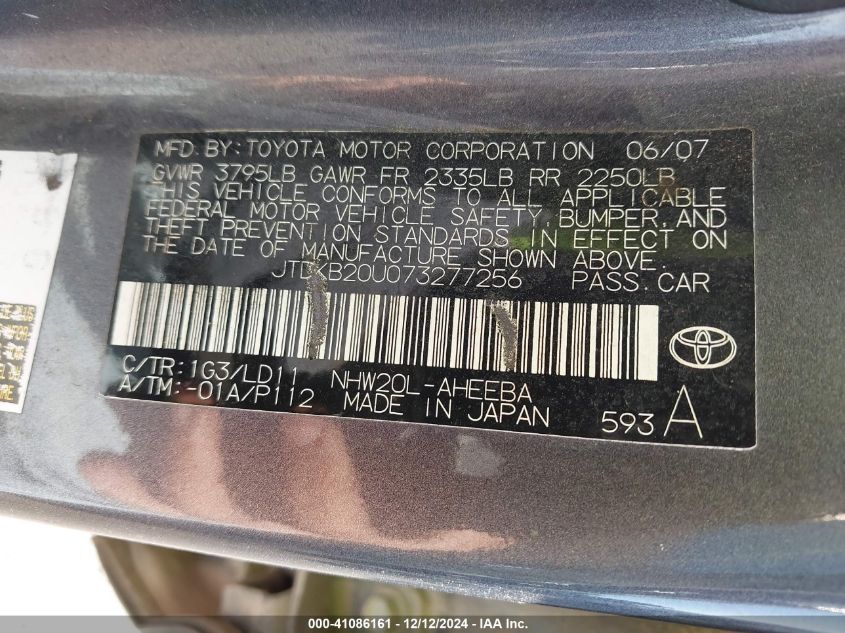 MFD. BY: TOYOTA MOTOR CORPORATION 06/07
GVWR 3795LB GAWR FR 2335LB RR 2250LB
THIS VEHICLE CONFORMS TO ALL APPLICABLE
FEDERAL MOTOR VEHICLE SAFETY, BUMPER, AND
THEFT PREVENTION STANDARDS IN EFFECT ON
THE DATE OF MANUFACTURE SHOWN ABOVE.
JTDKB20U073277256 PASS. CAR
C/TR: 1G3/LD11 NHW20L-AHEEBA
A/TM: -01A/P112 MADE IN JAPAN 593 A
000-41086161 - 12/12/2024 - IAA Inc.